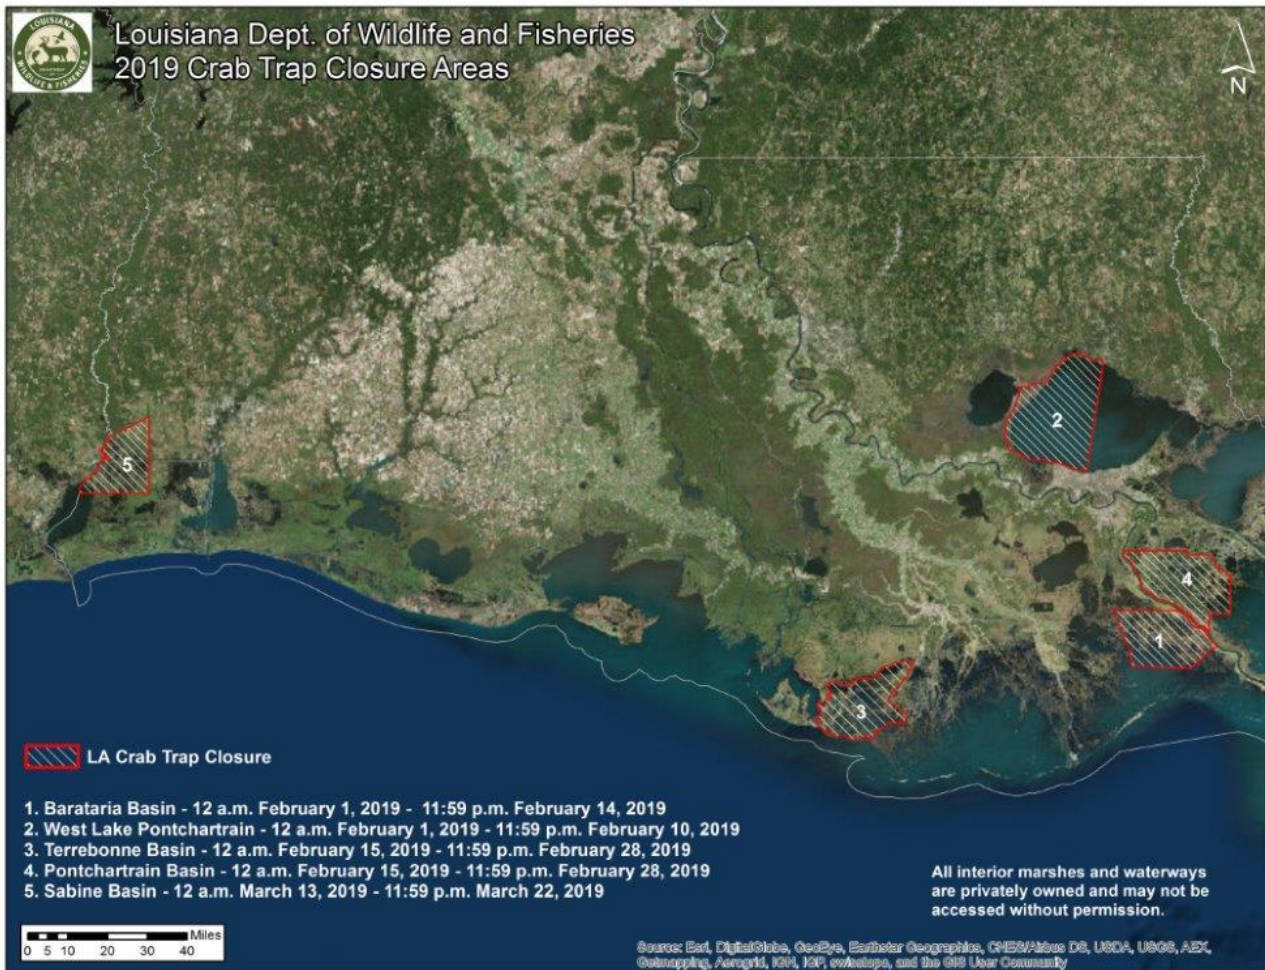 LOUISIANA
WILDLIFE & FISHERIES
Louisiana Dept. of Wildlife and Fisheries
2019 Crab Trap Closure Areas
N
2
5
4
1
3
LA Crab Trap Closure
1. Barataria Basin - 12 a.m. February 1, 2019 - 11:59 p.m. February 14, 2019
2. West Lake Pontchartrain - 12 a.m. February 1, 2019 - 11:59 p.m. February 10, 2019
3. Terrebonne Basin - 12 a.m. February 15, 2019 - 11:59 p.m. February 28, 2019
4. Pontchartrain Basin - 12 a.m. February 15, 2019 - 11:59 p.m. February 28, 2019
5. Sabine Basin - 12 a.m. March 13, 2019 - 11:59 p.m. March 22, 2019
All interior marshes and waterways
are privately owned and may not be
accessed without permission.
Miles
0 5 10 20 30 40
Source: Esri, DigitalGlobe, GeoEye, Earthstar Geographics, CNES/Airbus DS, USDA, USGS, AEX,
Getmapping, Aerogrid, IGN, IGP, swisstopo, and the GIS User Community